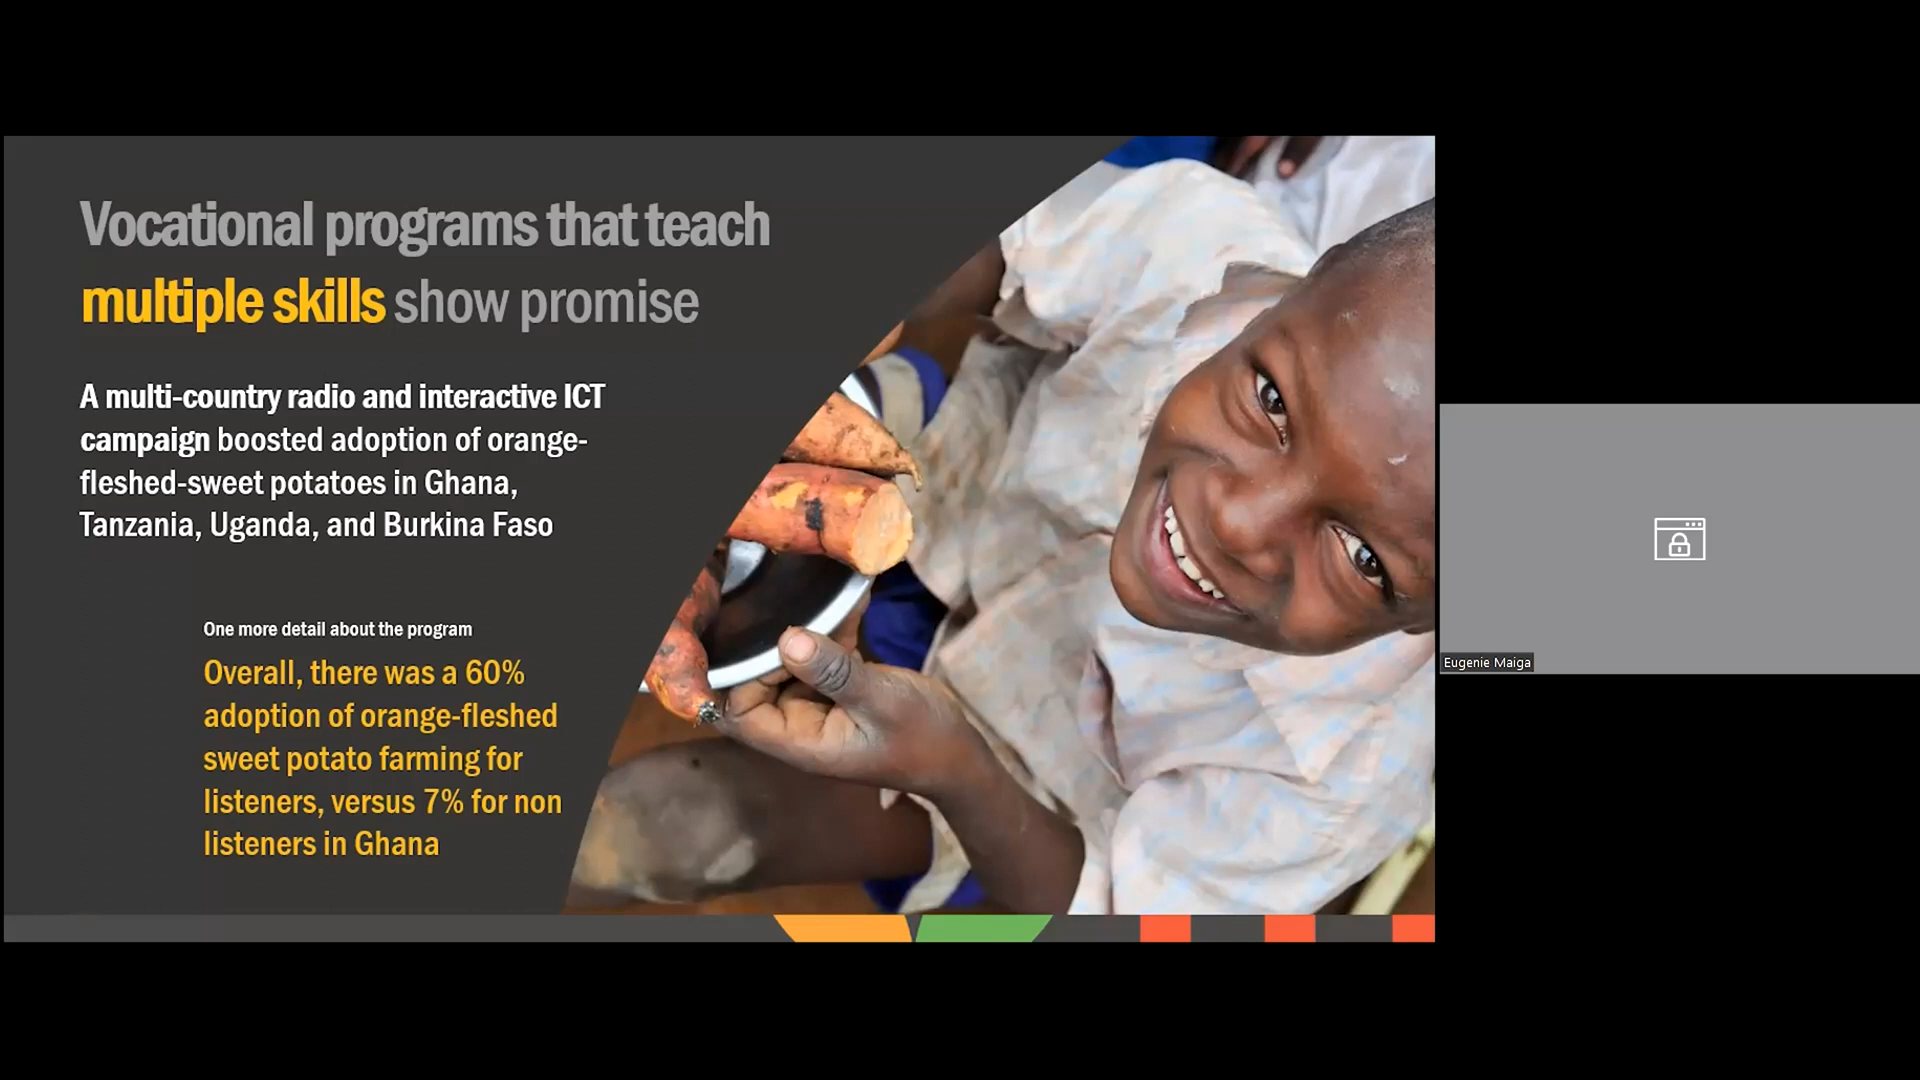 Vocational programs that teach
multiple skills show promise
A multi-country radio and interactive ICT
campaign boosted adoption of orange-
fleshed-sweet potatoes in Ghana,
Tanzania, Uganda, and Burkina Faso
One more detail about the program
Overall, there was a 60%
adoption of orange-fleshed
sweet potato farming for
listeners, versus 7% for non
listeners in Ghana
Eugenie Maiga